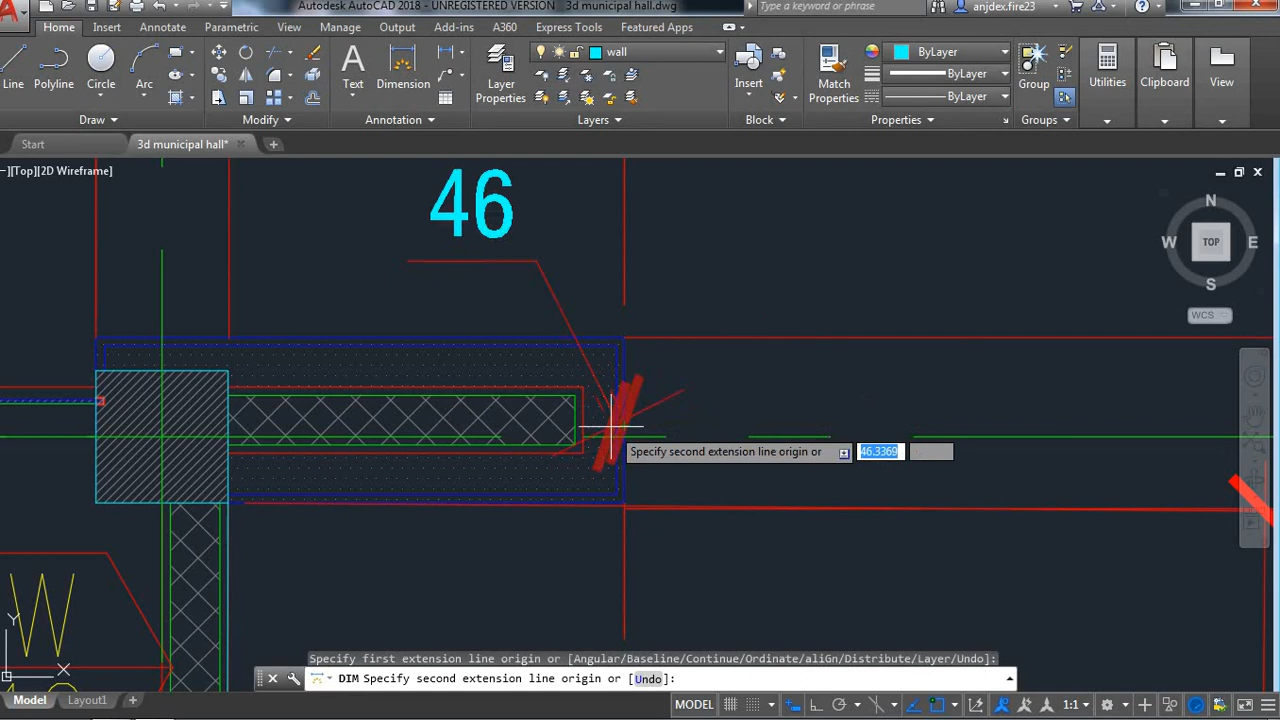 Autodesk AutoCAD 2018 - UNREGISTERED VERSION 3d municipal hall.dwg
Type a keyword or phrase
anjdex.fire23
Home Insert Annotate Parametric View Manage Output Add-ins A360 Express Tools Featured Apps
wall
ByLayer
ByLayer
ByLayer
Line Polyline Circle Arc
Text Dimension
Layer Properties
Insert
Match Properties
Group
Utilities Clipboard View
Draw Modify Annotation Layers Block Properties Groups
Start 3d municipal hall*
][Top][2D Wireframe]
N
W TOP E
S
WCS
46
Specify second extension line origin or 46.3369
W
Y
X
Specify first extension line origin or [Angular/Baseline/Continue/Ordinate/aliGn/Distribute/Layer/Undo]:
DIM Specify second extension line origin or [Undo]:
Model Layout1
MODEL 1:1